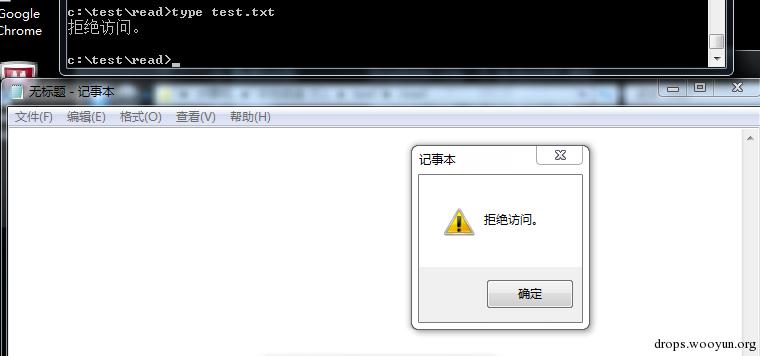 Google
Chrome
c:\test\read>type test.txt
拒绝访问。
c:\test\read>
无标题 - 记事本
文件(F) 编辑(E) 格式(O) 查看(V) 帮助(H)
记事本
拒绝访问。
确定
drops.wooyun.org